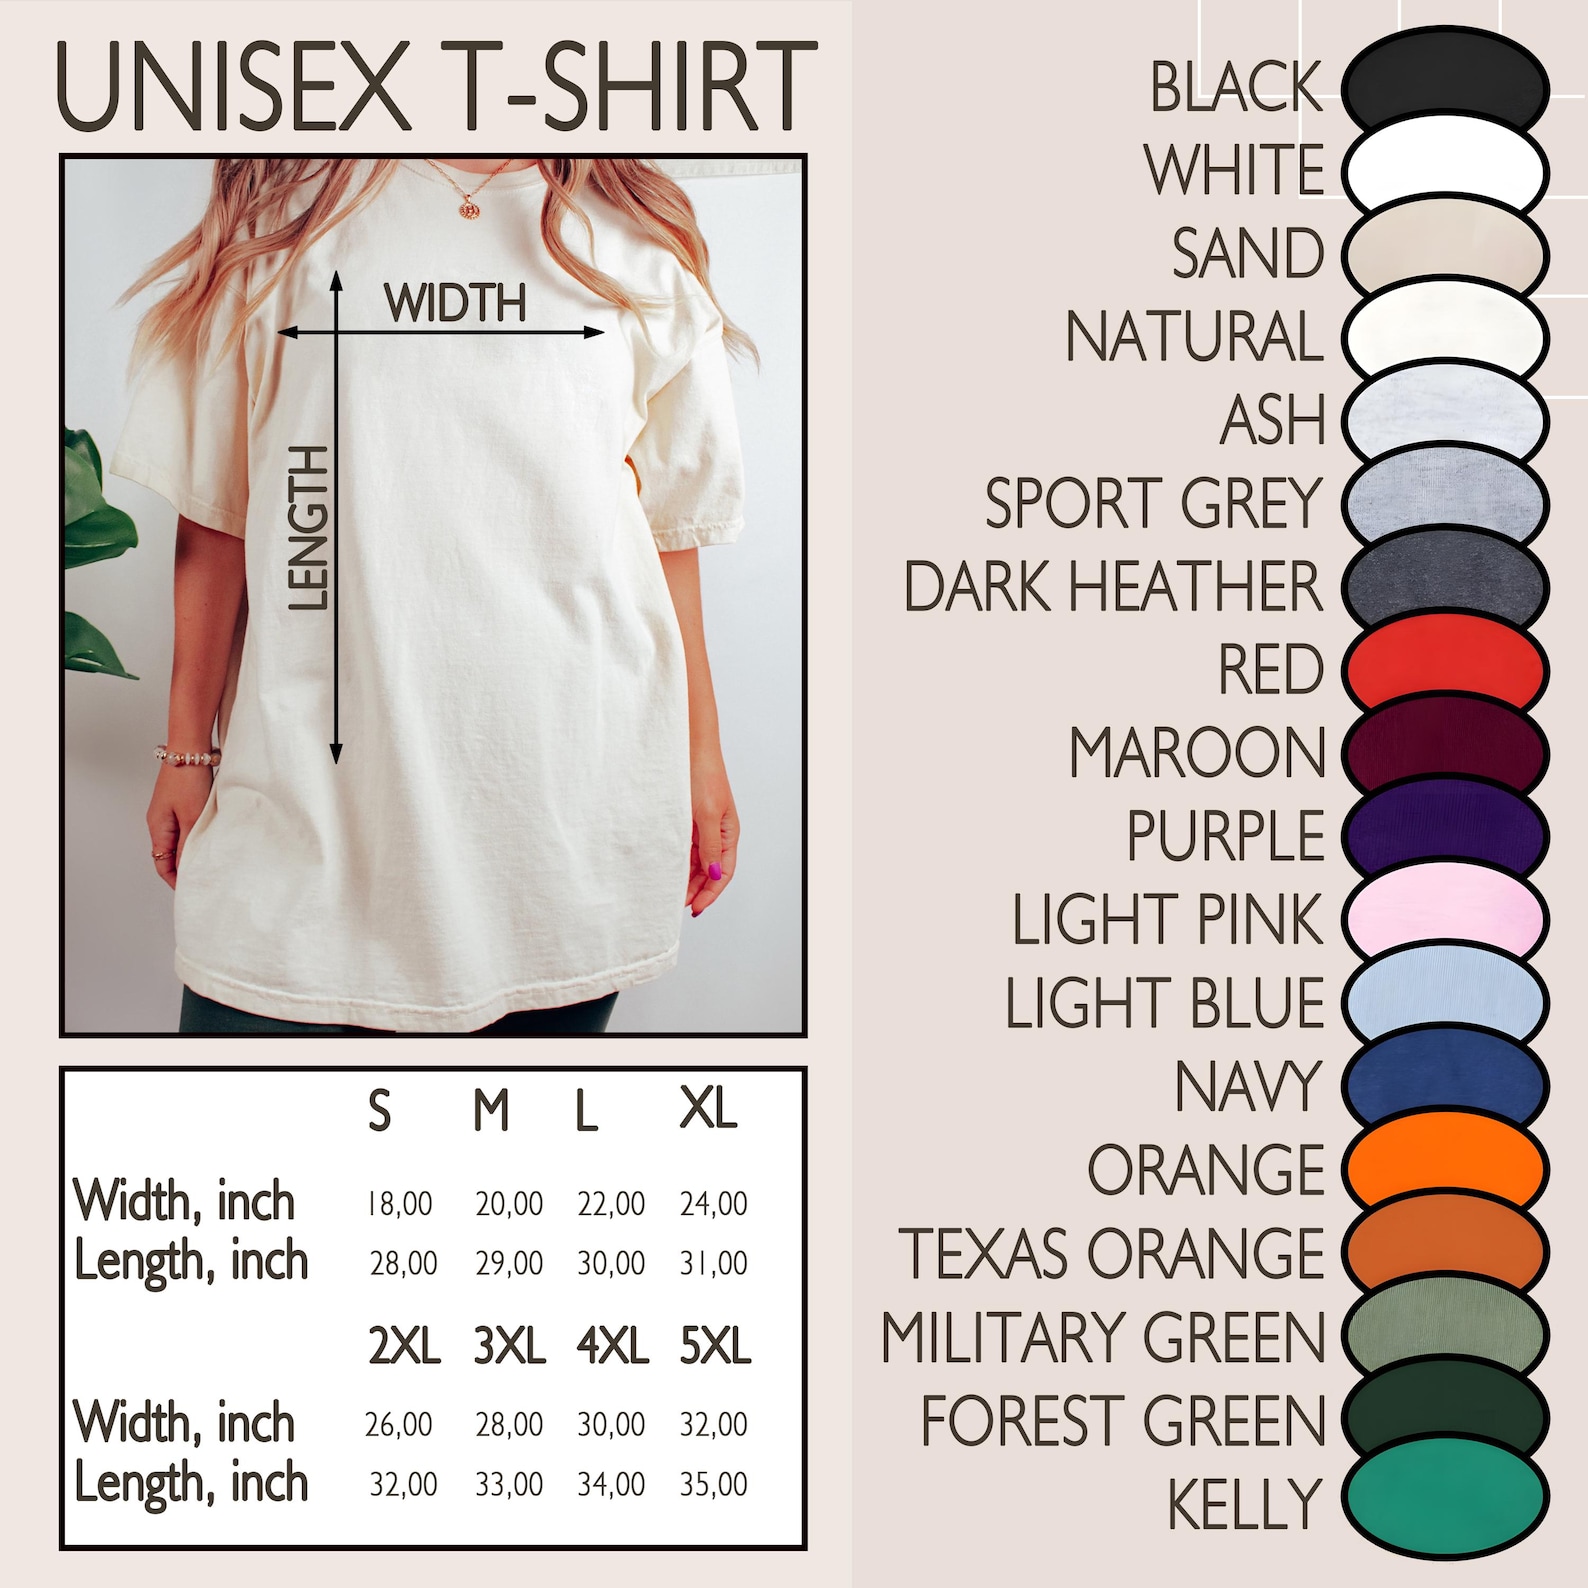 UNISEX T-SHIRT
WIDTH
LENGTH
S M L XL
Width, inch 18,00 20,00 22,00 24,00
Length, inch 28,00 29,00 30,00 31,00
2XL 3XL 4XL 5XL
Width, inch 26,00 28,00 30,00 32,00
Length, inch 32,00 33,00 34,00 35,00
BLACK
WHITE
SAND
NATURAL
ASH
SPORT GREY
DARK HEATHER
RED
MAROON
PURPLE
LIGHT PINK
LIGHT BLUE
NAVY
ORANGE
TEXAS ORANGE
MILITARY GREEN
FOREST GREEN
KELLY